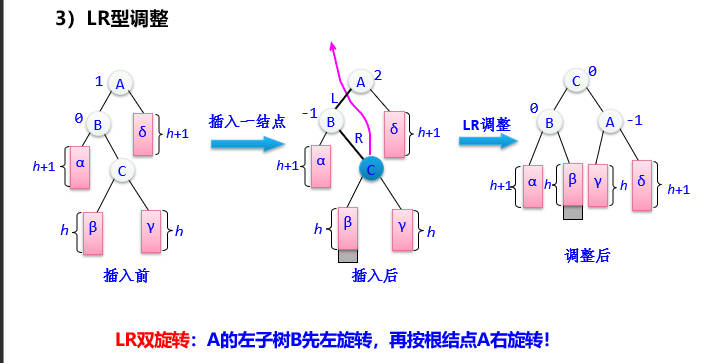 3）LR型调整
1 A
0 B
δ h+1
h+1 α
C
h β γ h
插入前
插入一结点
A 2
L
-1 B
R
δ h+1
h+1 α
C
h β γ h
插入后
LR调整
C 0
0 B A -1
h+1 α h β γ h δ h+1
调整后
LR双旋转：A的左子树B先左旋转，再按根结点A右旋转！